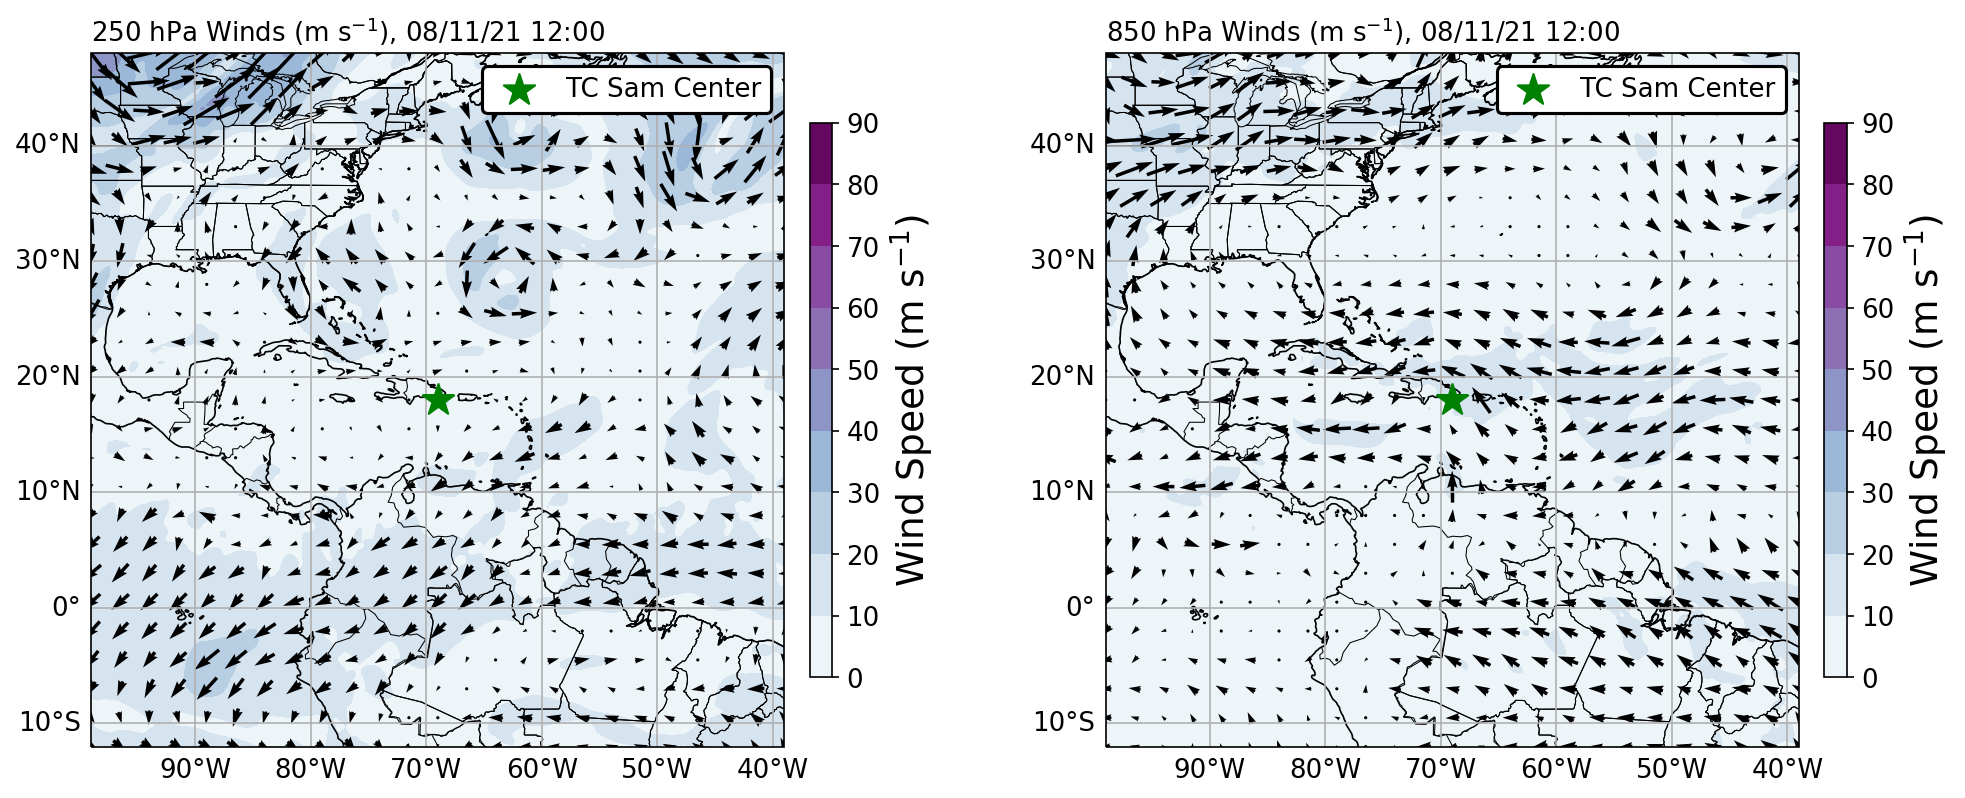 250 hPa Winds (m s⁻¹), 08/11/21 12:00
TC Sam Center
40°N
30°N
20°N
10°N
0°
10°S
90°W
80°W
70°W
60°W
50°W
40°W
90
80
70
60
50
40
30
20
10
0
Wind Speed (m s⁻¹)
850 hPa Winds (m s⁻¹), 08/11/21 12:00
TC Sam Center
40°N
30°N
20°N
10°N
0°
10°S
90°W
80°W
70°W
60°W
50°W
40°W
90
80
70
60
50
40
30
20
10
0
Wind Speed (m s⁻¹)